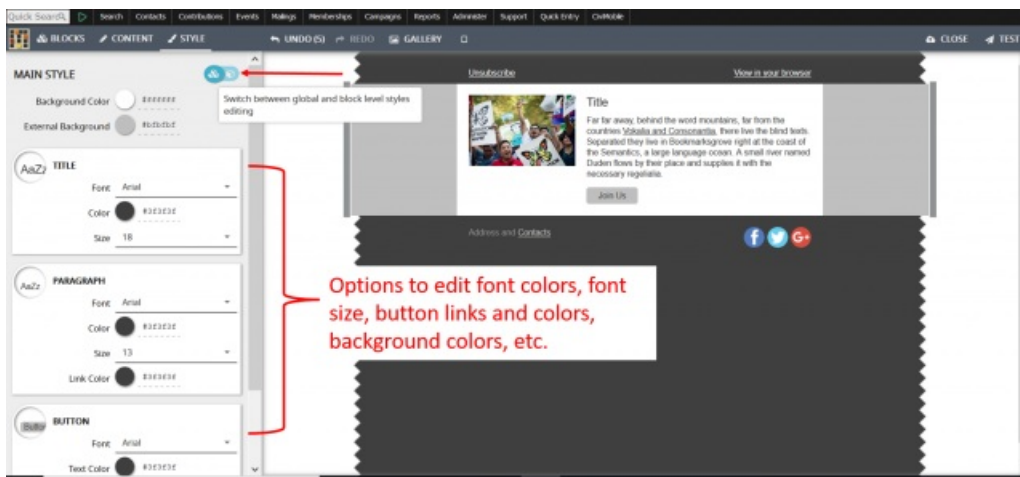 Quick Search
Search Contacts Contributions Events Mailings Memberships Campaigns Reports Administer Support Quick Entry CiviMobile
BLOCKS CONTENT STYLE UNDO (5) REDO GALLERY CLOSE TEST
MAIN STYLE
Background Color
External Background
Switch between global and block level styles
editing
Unsubscribe View in your browser
Title
Far far away, behind the word mountains, far from the
countries Vokalia and Consonantia, there live the blind texts.
Separated they live in Bookmarksgrove right at the coast of
the Semantics, a large language ocean. A small river named
Duden flows by their place and supplies it with the
necessary regelialia.
Join Us
Address and Contacts
AaZz TITLE
Font Arial
Color #3f3f3f
Size 18
AaZz PARAGRAPH
Font Arial
Color #3f3f3f
Size 13
Link Color #3f3f3f
Button BUTTON
Font Arial
Text Color #3f3f3f
Options to edit font colors, font
size, button links and colors,
background colors, etc.